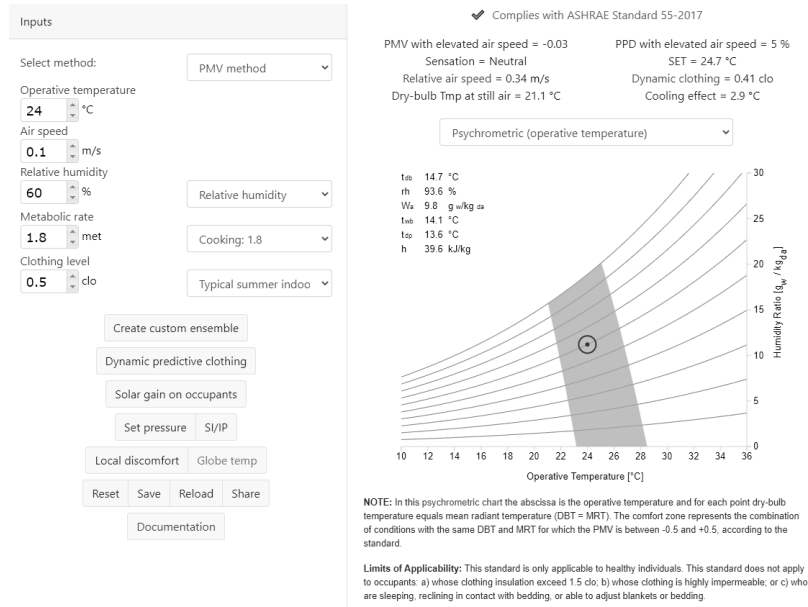 Inputs
Select method:
PMV method
Operative temperature
24 °C
Air speed
0.1 m/s
Relative humidity
60 % Relative humidity
Metabolic rate
1.8 met Cooking: 1.8
Clothing level
0.5 clo Typical summer indoo
Create custom ensemble
Dynamic predictive clothing
Solar gain on occupants
Set pressure SI/IP
Local discomfort Globe temp
Reset Save Reload Share
Documentation
✔ Complies with ASHRAE Standard 55-2017
PMV with elevated air speed = -0.03 PPD with elevated air speed = 5 %
Sensation = Neutral SET = 24.7 °C
Relative air speed = 0.34 m/s Dynamic clothing = 0.41 clo
Dry-bulb Tmp at still air = 21.1 °C Cooling effect = 2.9 °C
Psychrometric (operative temperature)
tdb 14.7 °C
rh 93.6 %
Wa 9.8 g w/kg da
twb 14.1 °C
tdp 13.6 °C
h 39.6 kJ/kg
30
25
20
15
10
5
0
Humidity Ratio [gw / kgda]
10 12 14 16 18 20 22 24 26 28 30 32 34 36
Operative Temperature [°C]
NOTE: In this psychrometric chart the abscissa is the operative temperature and for each point dry-bulb
temperature equals mean radiant temperature (DBT = MRT). The comfort zone represents the combination
of conditions with the same DBT and MRT for which the PMV is between -0.5 and +0.5, according to the
standard.
Limits of Applicability: This standard is only applicable to healthy individuals. This standard does not apply
to occupants: a) whose clothing insulation exceed 1.5 clo; b) whose clothing is highly impermeable; or c) who
are sleeping, reclining in contact with bedding, or able to adjust blankets or bedding.